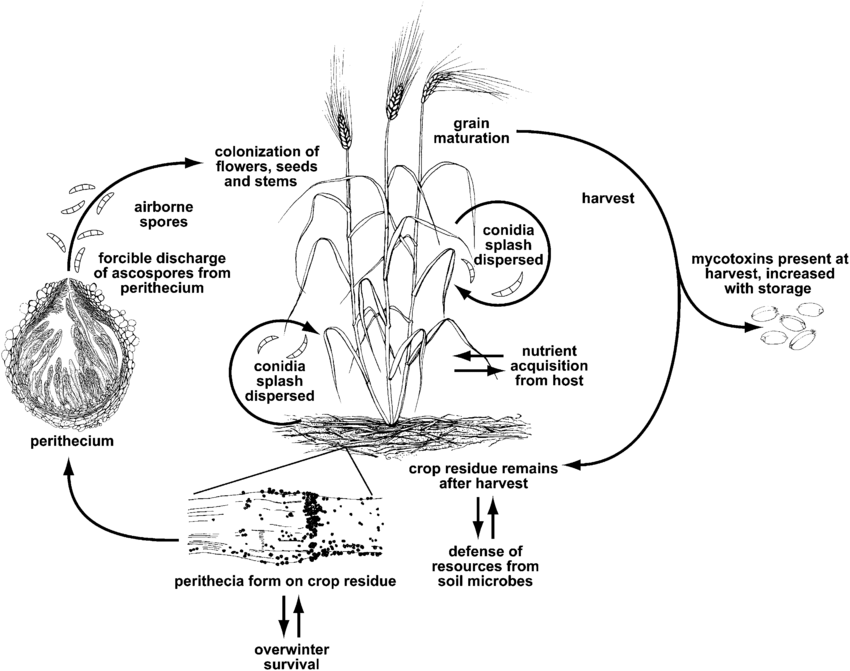 grain
maturation
colonization of
flowers, seeds
and stems
airborne
spores
harvest
conidia
splash
dispersed
forcible discharge
of ascospores from
perithecium
mycotoxins present at
harvest, increased
with storage
nutrient
acquisition
from host
conidia
splash
dispersed
perithecium
crop residue remains
after harvest
defense of
resources from
soil microbes
perithecia form on crop residue
overwinter
survival